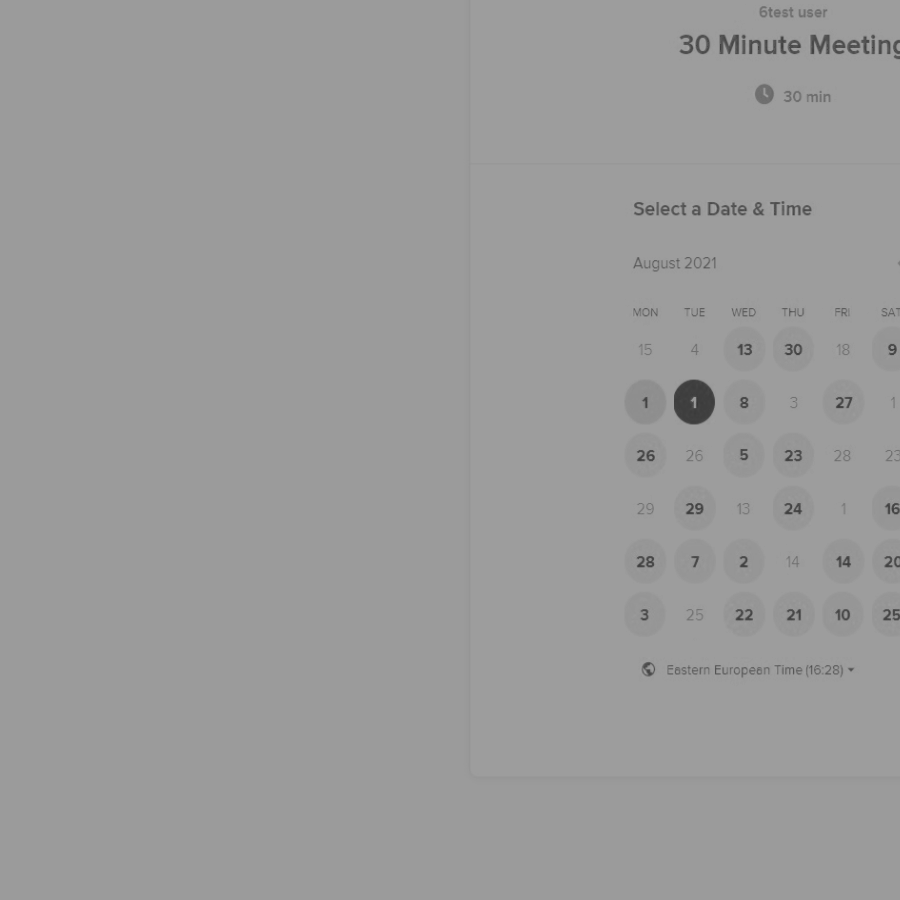 6test user
30 Minute Meeting
30 min
Select a Date & Time
August 2021
MON TUE WED THU FRI SAT
15 4 13 30 18 9
1 1 8 3 27 1
26 26 5 23 28 23
29 29 13 24 1 16
28 7 2 14 14 20
3 25 22 21 10 25
Eastern European Time (16:28)